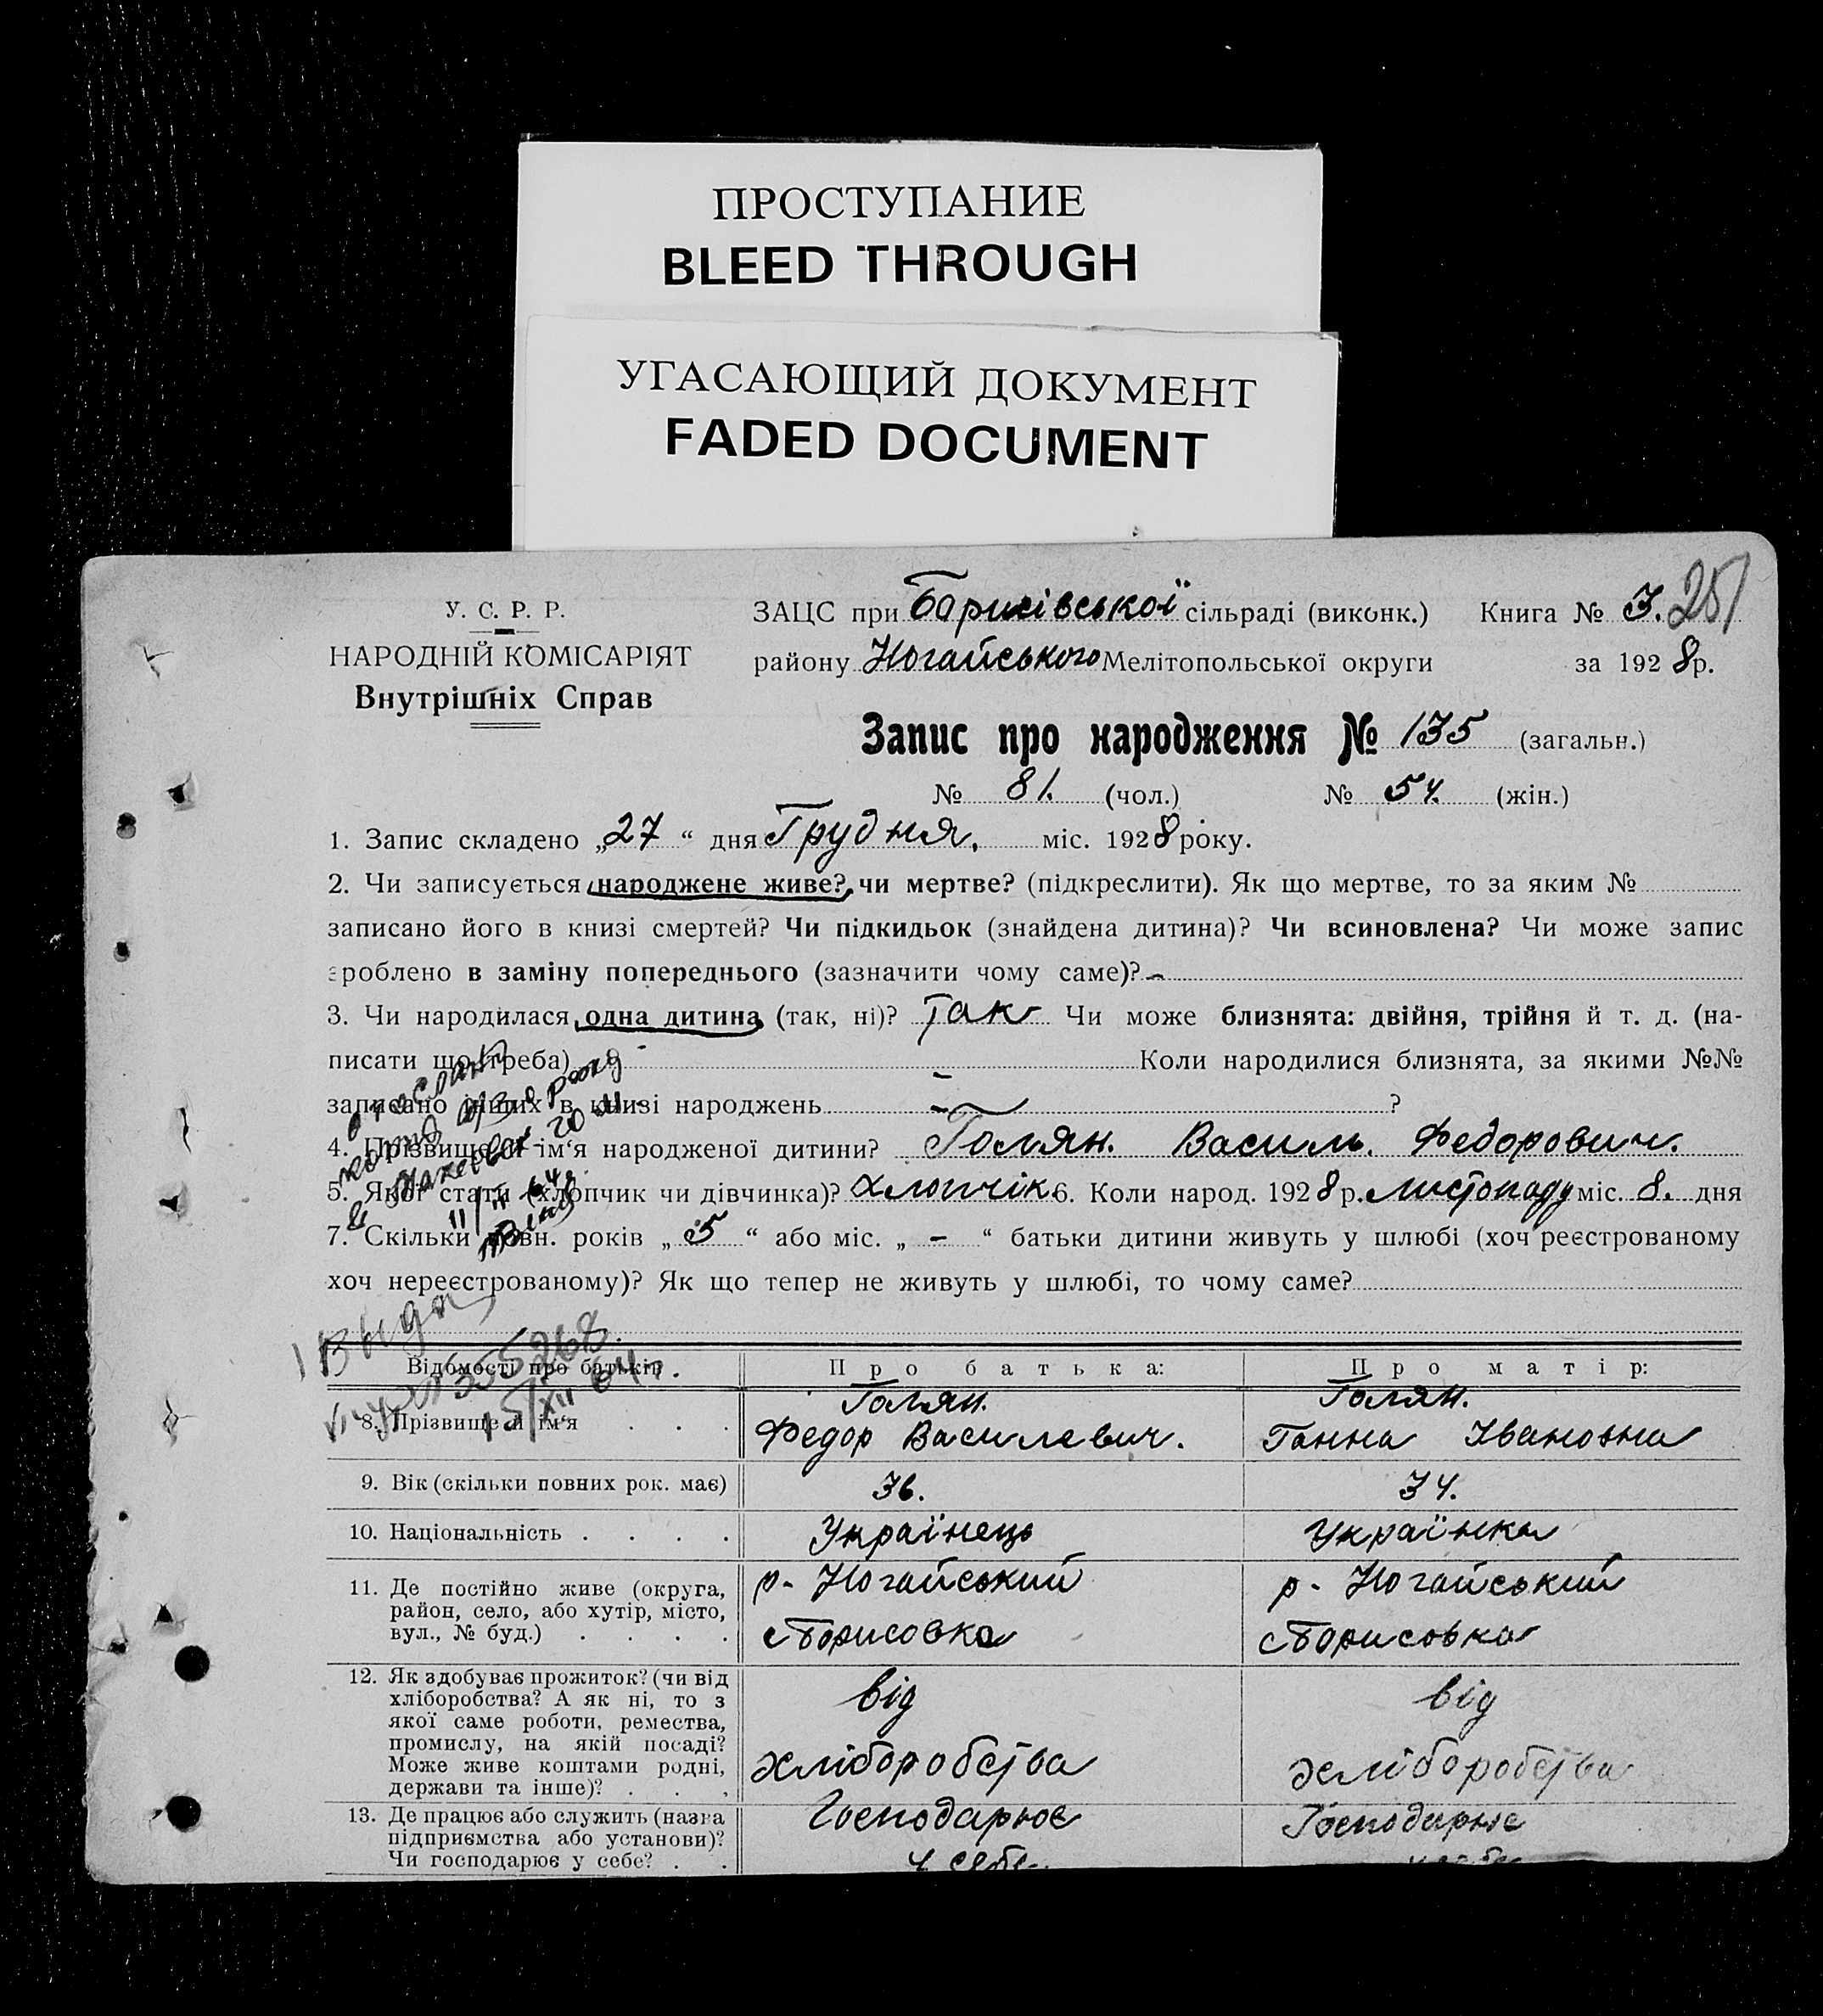 ПРОСТУПАНИЕ
BLEED THROUGH
УГАСАЮЩИЙ ДОКУМЕНТ
FADED DOCUMENT
251
У. С. Р. Р.
НАРОДНІЙ КОМІСАРІЯТ
Внутрішніх Справ
ЗАЦС при Борисівської сільраді (виконк.) Книга № 3.
району Ногайського Мелітопольської округи за 1928 р.
Запис про народження № 135 (загальн.)
№ 81. (чол.) № 54. (жін.)
1. Запис складено „27“ дня Грудня. міс. 1928 року.
2. Чи записується народжене живе? чи мертве? (підкреслити). Як що мертве, то за яким №
записано його в книзі смертей? Чи підкидьок (знайдена дитина)? Чи всиновлена? Чи може запис
зроблено в заміну попереднього (зазначити чому саме)? -
3. Чи народилася одна дитина (так, ні)? Так Чи може близнята: двійня, трійня й т. д. (на-
писати що треба) - Коли народилися близнята, за якими №№
записано інших в книзі народжень - ?
4. Прізвище й ім‘я народженої дитини? Голян. Василь. Федорович.
5. Якої стати (хлопчик чи дівчинка)? Хлопчік. 6. Коли народ. 1928 р. листопаду міс. 8. дня
7. Скільки повн. років „5“ або міс. „-“ батьки дитини живуть у шлюбі (хоч реєстрованому
хоч нереєстрованому)? Як що тепер не живуть у шлюбі, то чому саме?
11/II 64
555268.
15/XII 64 г.
Відомості про батьків. Про батька: Про матір:
8. Прізвище й ім‘я . . . Голян. Голян.
Федор Василевич. Ганна Івановна
9. Вік (скільки повних рок. має) 36. 34.
10. Національність . . . . Українець Українка
11. Де постійно живе (округа, район, село, або хутір, місто, вул., № буд.) . . . . р. Ногайський р. Ногайський
с Борисовка с Борисовка
12. Як здобуває прожиток? (чи від хліборобства? А як ні, то з якої саме роботи, ремества, промислу, на якій посаді? Може живе коштами родні, держави та інше)? . . . від від
хліборобства хліборобства
13. Де працює або служить (назва підприємства або установи)? Чи господарює у себе? . . Господарює Господарює
у себе у себе